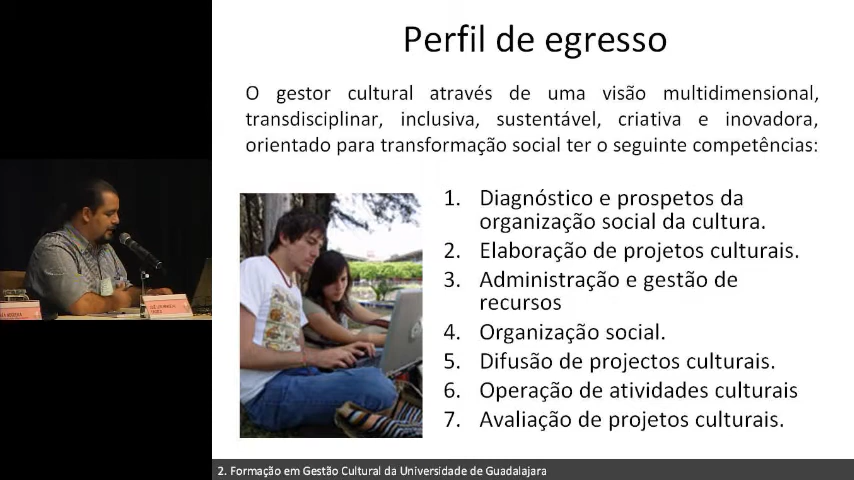 Perfil de egresso
O gestor cultural através de uma visão multidimensional,
transdisciplinar, inclusiva, sustentável, criativa e inovadora,
orientado para transformação social ter o seguinte competências:
1. Diagnóstico e prospetos da
organização social da cultura.
2. Elaboração de projetos culturais.
3. Administração e gestão de
recursos
4. Organização social.
5. Difusão de projectos culturais.
6. Operação de atividades culturais
7. Avaliação de projetos culturais.
2. Formação em Gestão Cultural da Universidade de Guadalajara